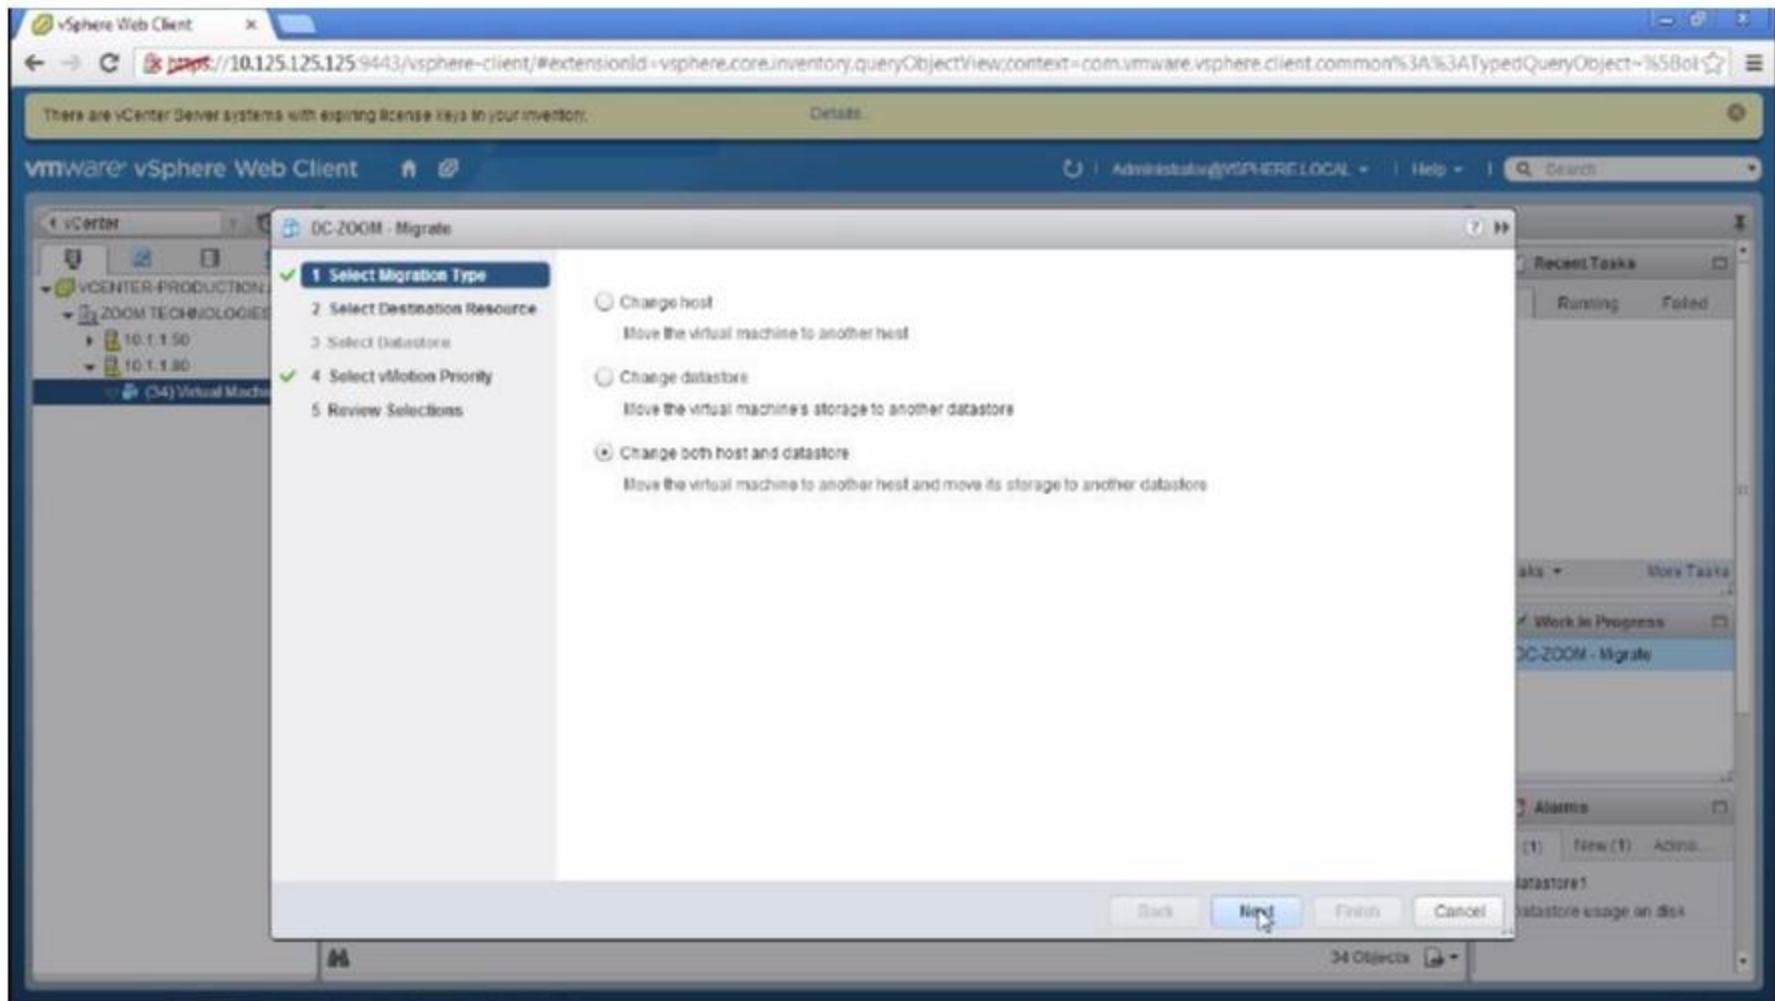 vSphere Web Client
https://10.125.125.125:9443/vsphere-client/#extensionId=vsphere.core.inventory.queryObjectView;context=com.vmware.vsphere.client.common%3A%3ATypedQueryObject~%5Bobj
There are vCenter Server systems with expiring license keys in your inventory.
Details...
vmware vSphere Web Client
Administrator@VSPHERE.LOCAL
Help
Search
vCenter
VCENTER-PRODUCTION
ZOOM TECHNOLOGIES
10.1.1.50
10.1.1.80
(34) Virtual Machi
DC-ZOOM - Migrate
1 Select Migration Type
2 Select Destination Resource
3 Select Datastore
4 Select vMotion Priority
5 Review Selections
Change host
Move the virtual machine to another host
Change datastore
Move the virtual machine's storage to another datastore
Change both host and datastore
Move the virtual machine to another host and move its storage to another datastore
Back
Next
Finish
Cancel
34 Objects
Recent Tasks
Running
Failed
asks
More Tasks
Work In Progress
DC-ZOOM - Migrate
Alarms
(1)
New (1)
Ackno...
datastore1
Datastore usage on disk